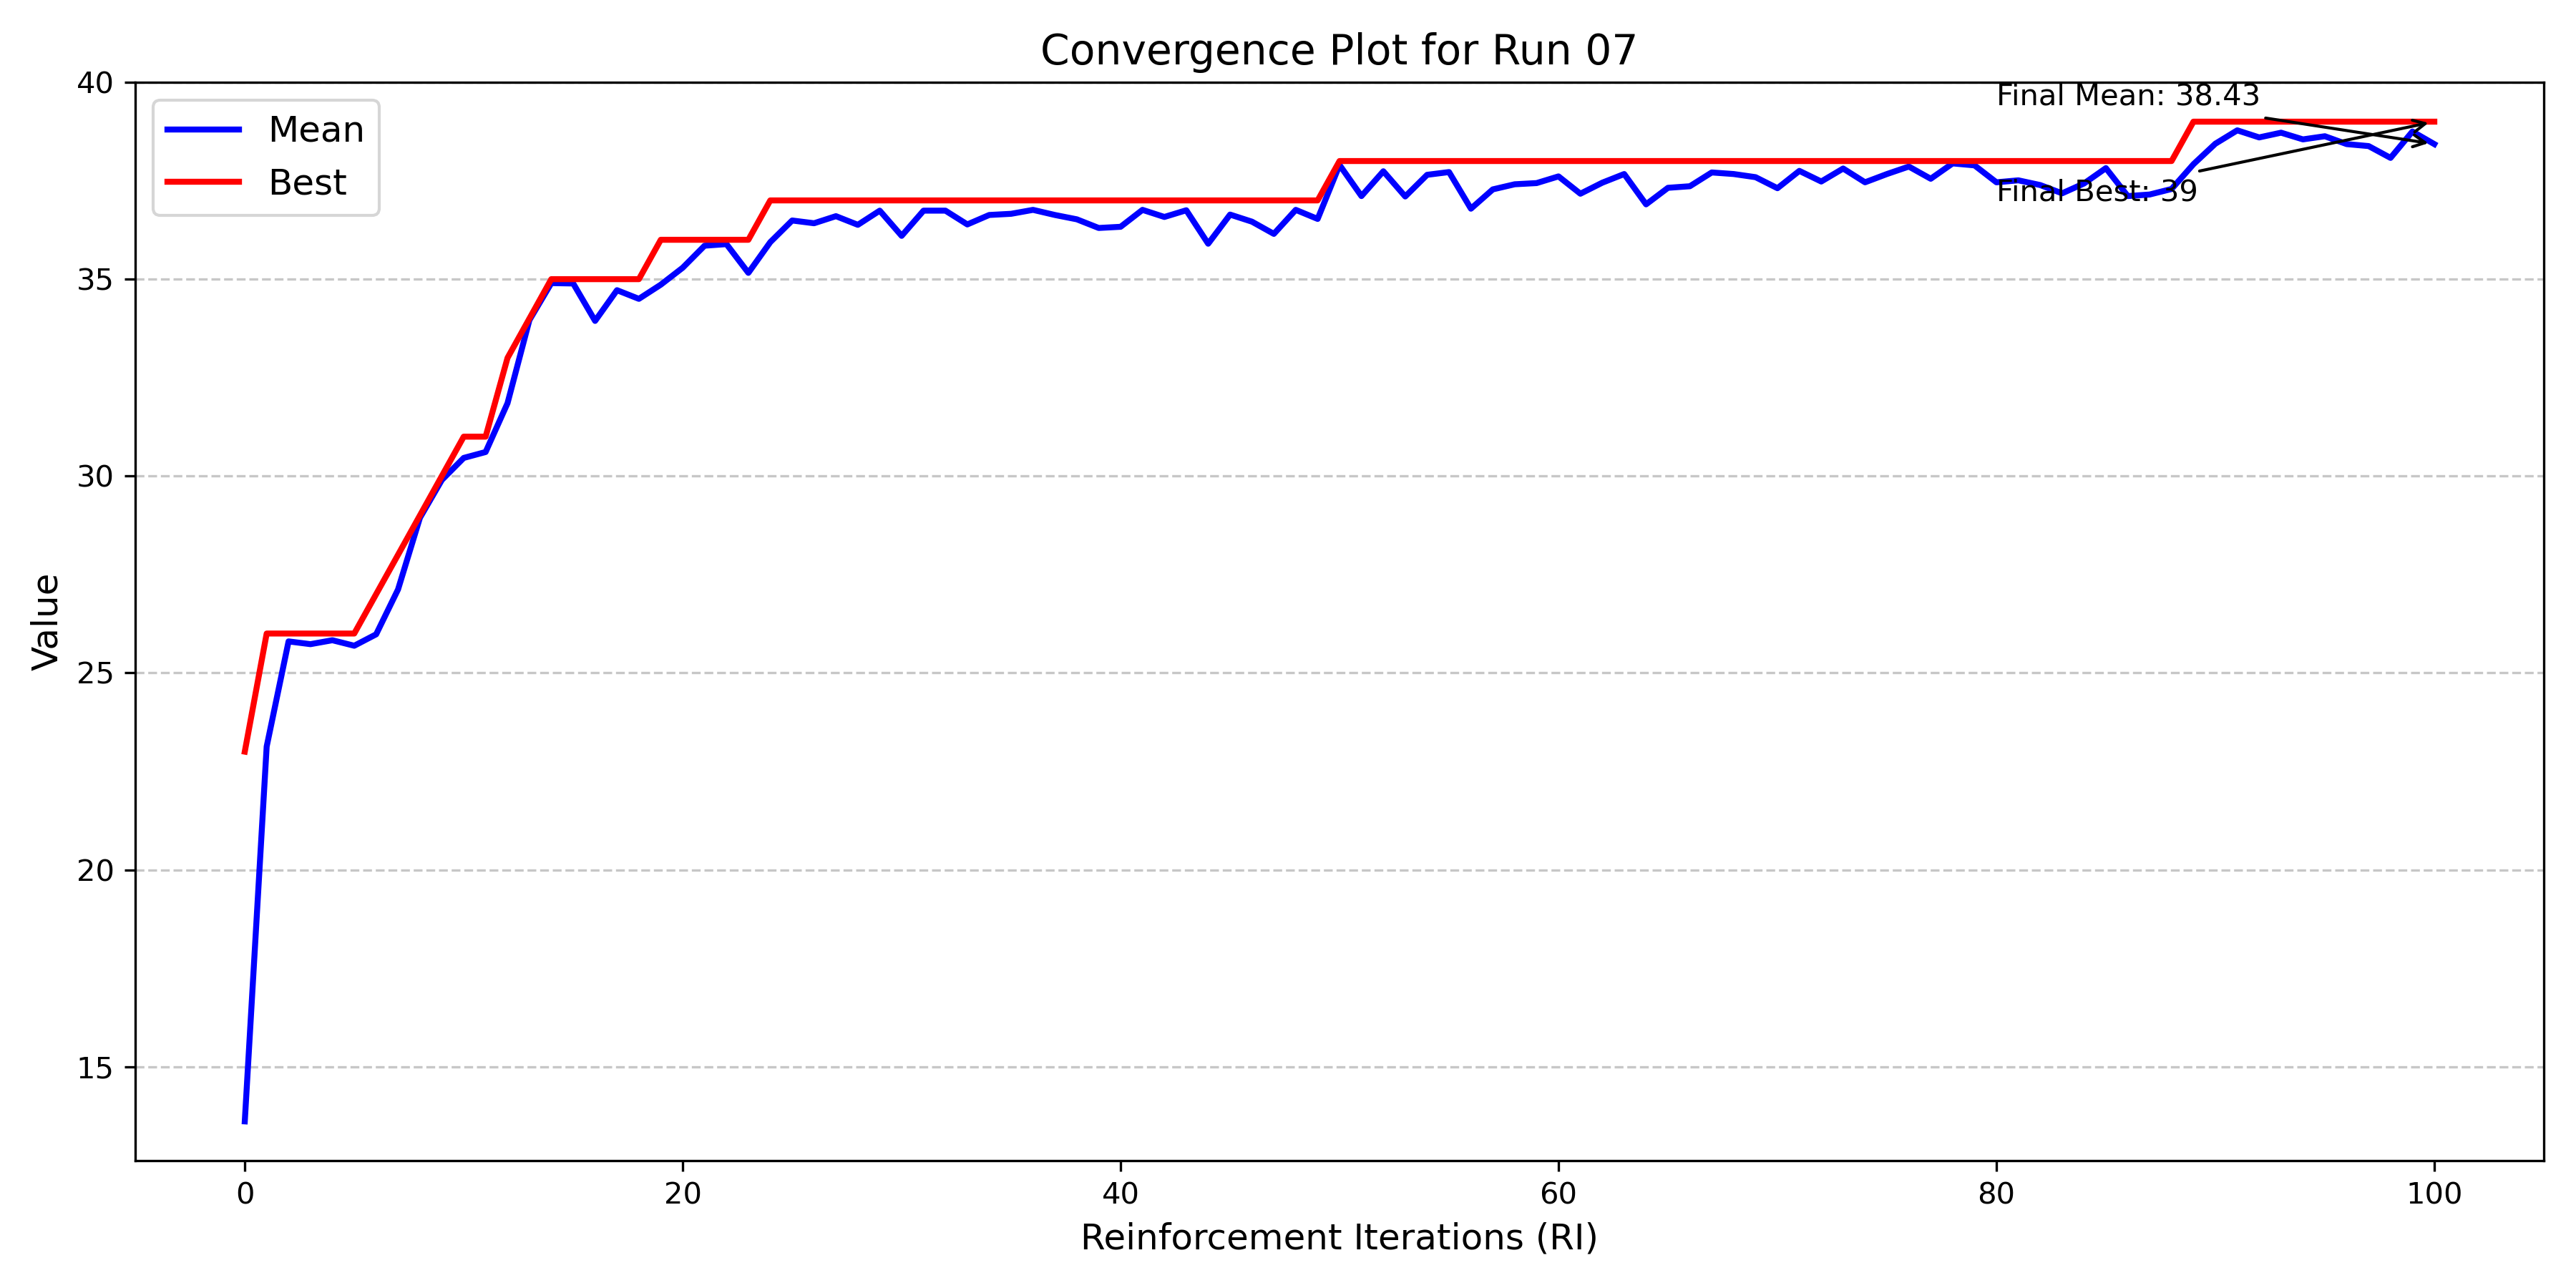 Convergence Plot for Run 07
40
35
30
25
20
15
Value
Mean
Best
Final Mean: 38.43
Final Best: 39
0
20
40
60
80
100
Reinforcement Iterations (RI)